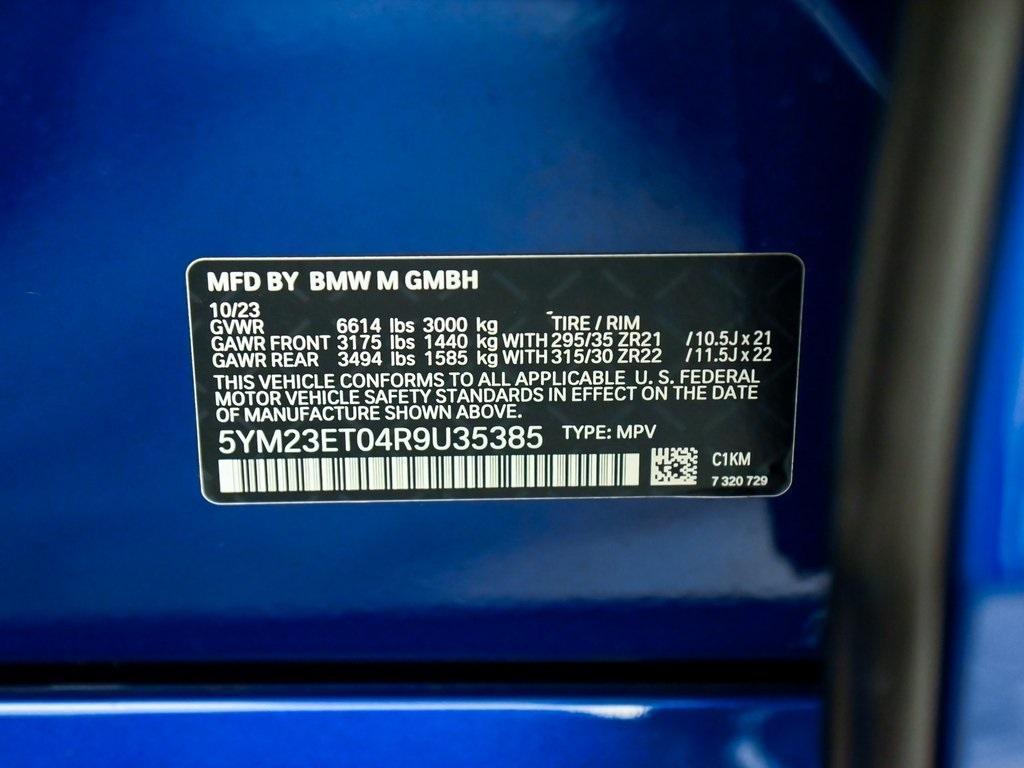 MFD BY BMW M GMBH
10/23
GVWR 6614 lbs 3000 kg TIRE / RIM
GAWR FRONT 3175 lbs 1440 kg WITH 295/35 ZR21 / 10.5J x 21
GAWR REAR 3494 lbs 1585 kg WITH 315/30 ZR22 / 11.5J x 22
THIS VEHICLE CONFORMS TO ALL APPLICABLE U. S. FEDERAL
MOTOR VEHICLE SAFETY STANDARDS IN EFFECT ON THE DATE
OF MANUFACTURE SHOWN ABOVE.
5YM23ET04R9U35385 TYPE: MPV
C1KM
7 320 729